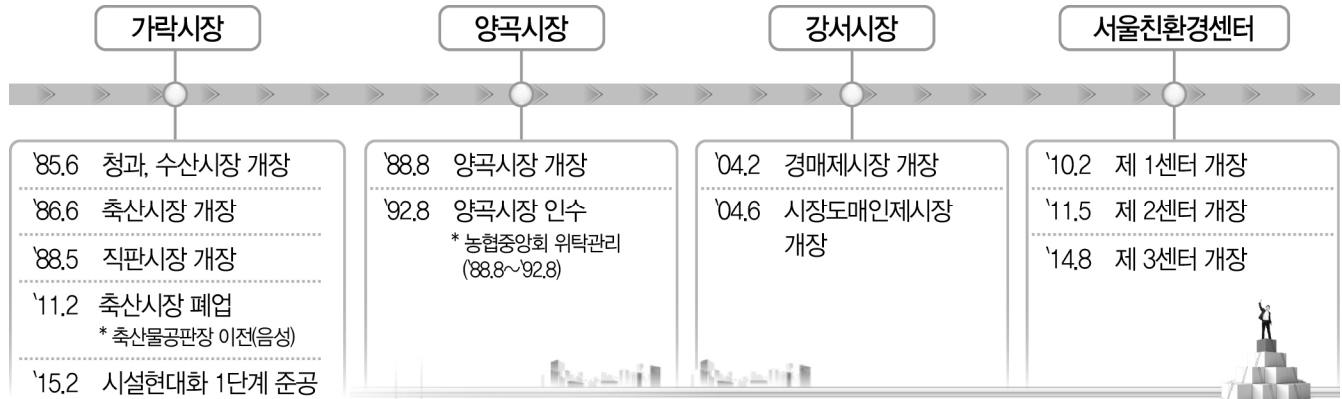 가락시장
'85.6 청과, 수산시장 개장
'86.6 축산시장 개장
'88.5 직판시장 개장
'11.2 축산시장 폐업
* 축산물공판장 이전(음성)
'15.2 시설현대화 1단계 준공
양곡시장
'88.8 양곡시장 개장
'92.8 양곡시장 인수
* 농협중앙회 위탁관리
('88.8～'92.8)
강서시장
'04.2 경매제시장 개장
'04.6 시장도매인제시장
개장
서울친환경센터
'10.2 제 1센터 개장
'11.5 제 2센터 개장
'14.8 제 3센터 개장